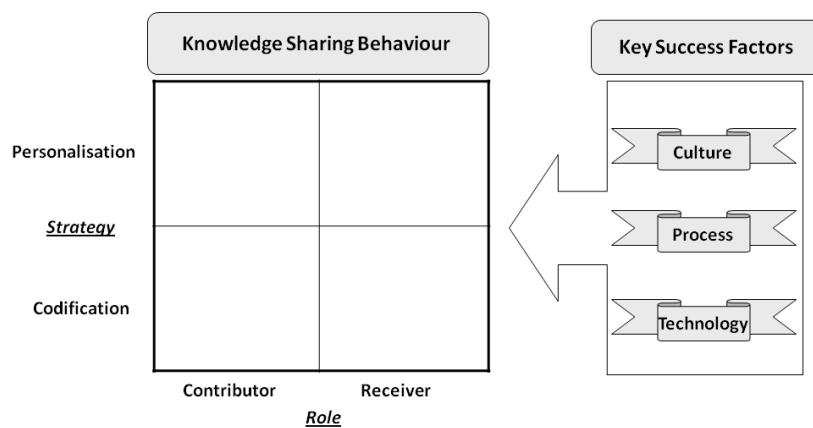 Knowledge Sharing Behaviour
Key Success Factors
Personalisation
Strategy
Codification
Contributor
Receiver
Role
Culture
Process
Technology